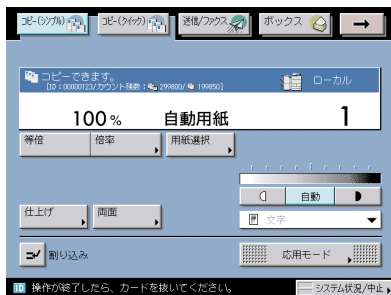 コピー(シンプル) コピー(クイック) 送信/ファクス ボックス
コピーできます。
[ID:00000123/カウント残数: 299800/ 199850] ローカル
100 % 自動用紙 1
等倍 倍率 用紙選択
自動
仕上げ 両面 文字
割り込み 応用モード
ID 操作が終了したら、カードを抜いてください。 システム状況/中止